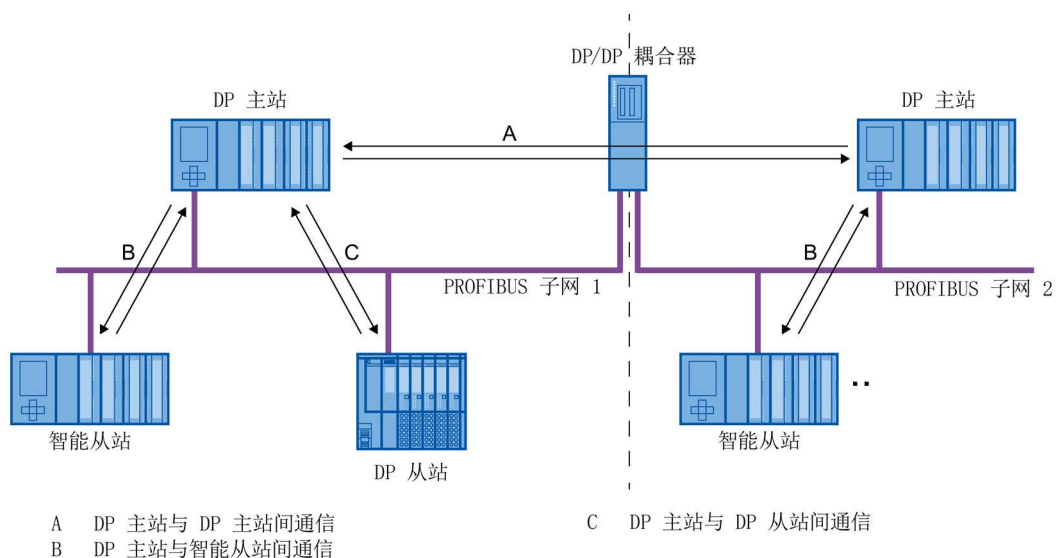 DP/DP 耦合器
DP 主站
DP 主站
A
B
C
B
PROFIBUS 子网 1
PROFIBUS 子网 2
智能从站
DP 从站
智能从站
..
A DP 主站与 DP 主站间通信
B DP 主站与智能从站间通信
C DP 主站与 DP 从站间通信